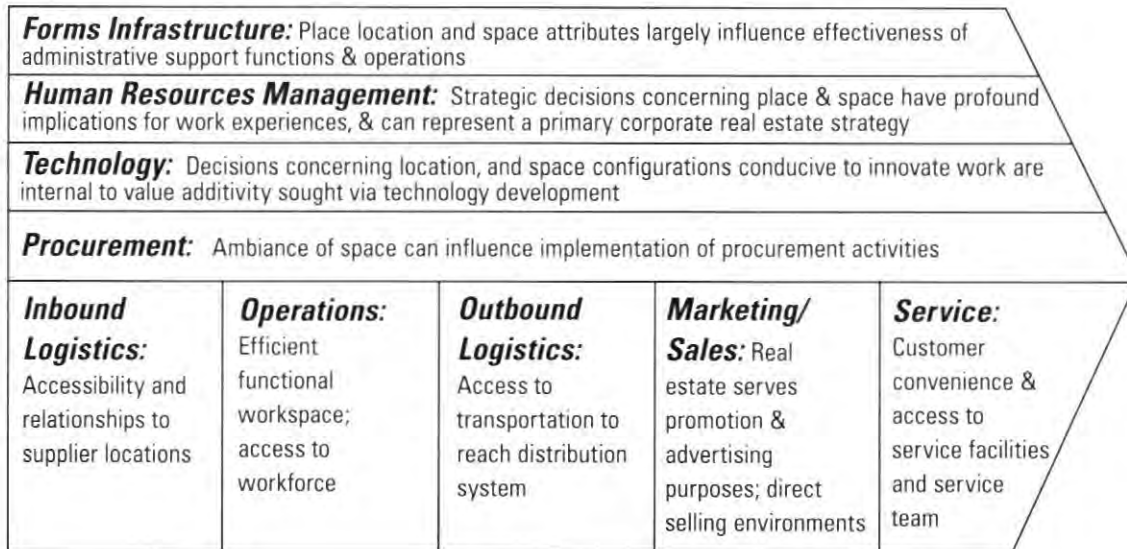 Forms Infrastructure: Place location and space attributes largely influence effectiveness of
administrative support functions & operations
Human Resources Management: Strategic decisions concerning place & space have profound
implications for work experiences, & can represent a primary corporate real estate strategy
Technology: Decisions concerning location, and space configurations conducive to innovate work are
internal to value additivity sought via technology development
Procurement: Ambiance of space can influence implementation of procurement activities
Inbound
Logistics:
Accessibility and
relationships to
supplier locations
Operations:
Efficient
functional
workspace;
access to
workforce
Outbound
Logistics:
Access to
transportation to
reach distribution
system
Marketing/
Sales: Real
estate serves
promotion &
advertising
purposes; direct
selling environments
Service:
Customer
convenience &
access to
service facilities
and service
team